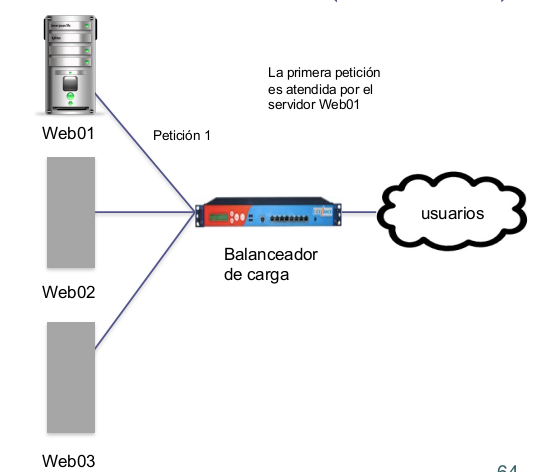 La primera petición
es atendida por el
servidor Web01
Web01
Petición 1
usuarios
Balanceador
de carga
Web02
Web03
64